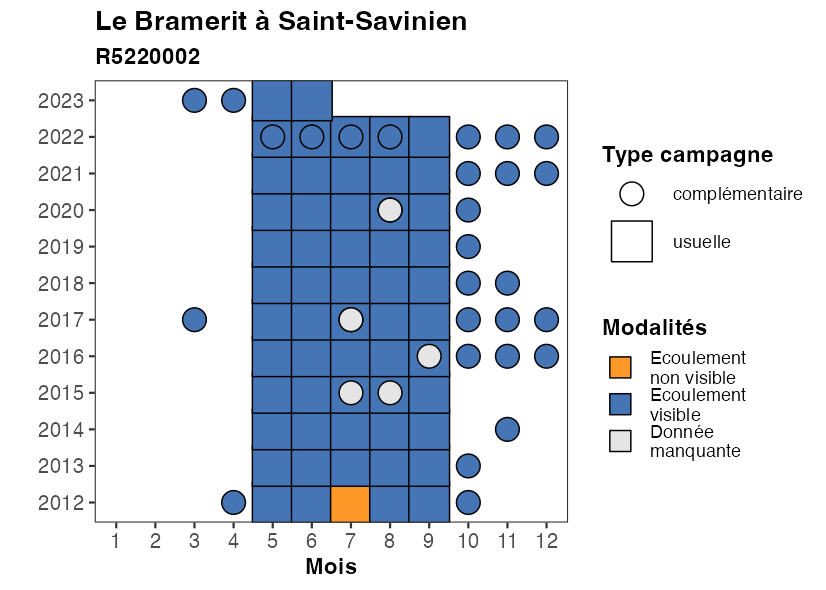 Le Bramerit à Saint-Savinien
R5220002
2023
2022
2021
2020
2019
2018
2017
2016
2015
2014
2013
2012
1 2 3 4 5 6 7 8 9 10 11 12
Mois
Type campagne
complémentaire
usuelle
Modalités
Ecoulement
non visible
Ecoulement
visible
Donnée
manquante